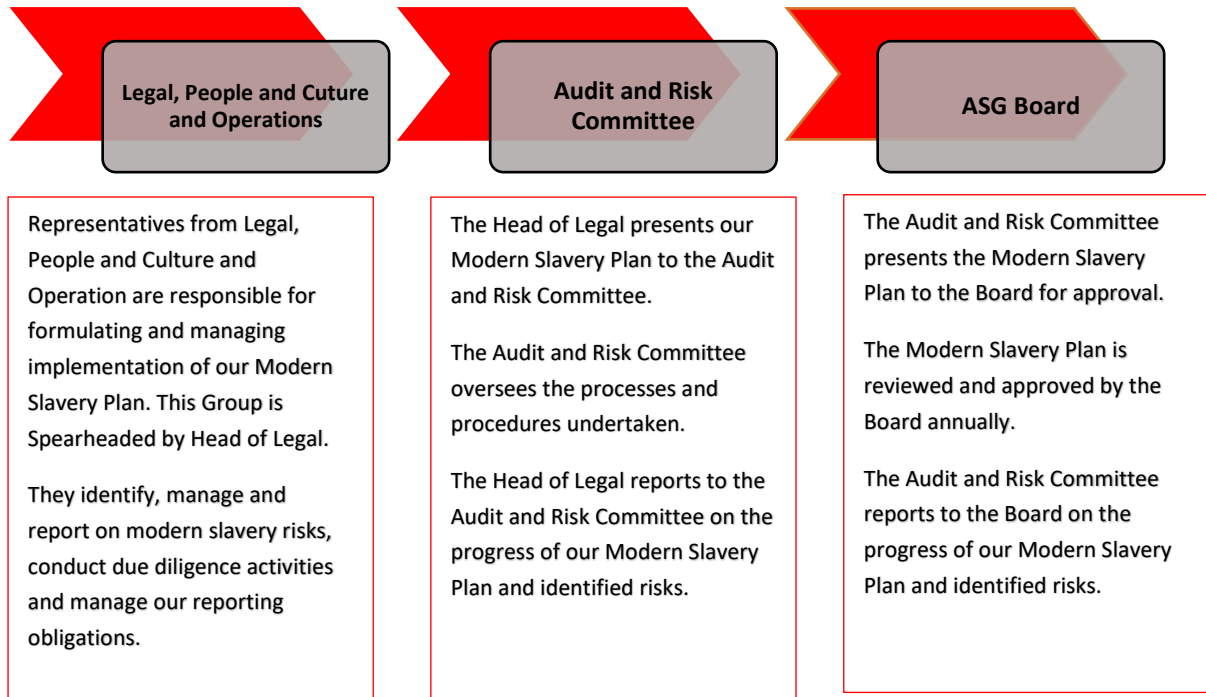 Legal, People and Cuture
and Operations
Representatives from Legal,
People and Culture and
Operation are responsible for
formulating and managing
implementation of our Modern
Slavery Plan. This Group is
Spearheaded by Head of Legal.
They identify, manage and
report on modern slavery risks,
conduct due diligence activities
and manage our reporting
obligations.
Audit and Risk
Committee
The Head of Legal presents our
Modern Slavery Plan to the Audit
and Risk Committee.
The Audit and Risk Committee
oversees the processes and
procedures undertaken.
The Head of Legal reports to the
Audit and Risk Committee on the
progress of our Modern Slavery
Plan and identified risks.
ASG Board
The Audit and Risk Committee
presents the Modern Slavery
Plan to the Board for approval.
The Modern Slavery Plan is
reviewed and approved by the
Board annually.
The Audit and Risk Committee
reports to the Board on the
progress of our Modern Slavery
Plan and identified risks.